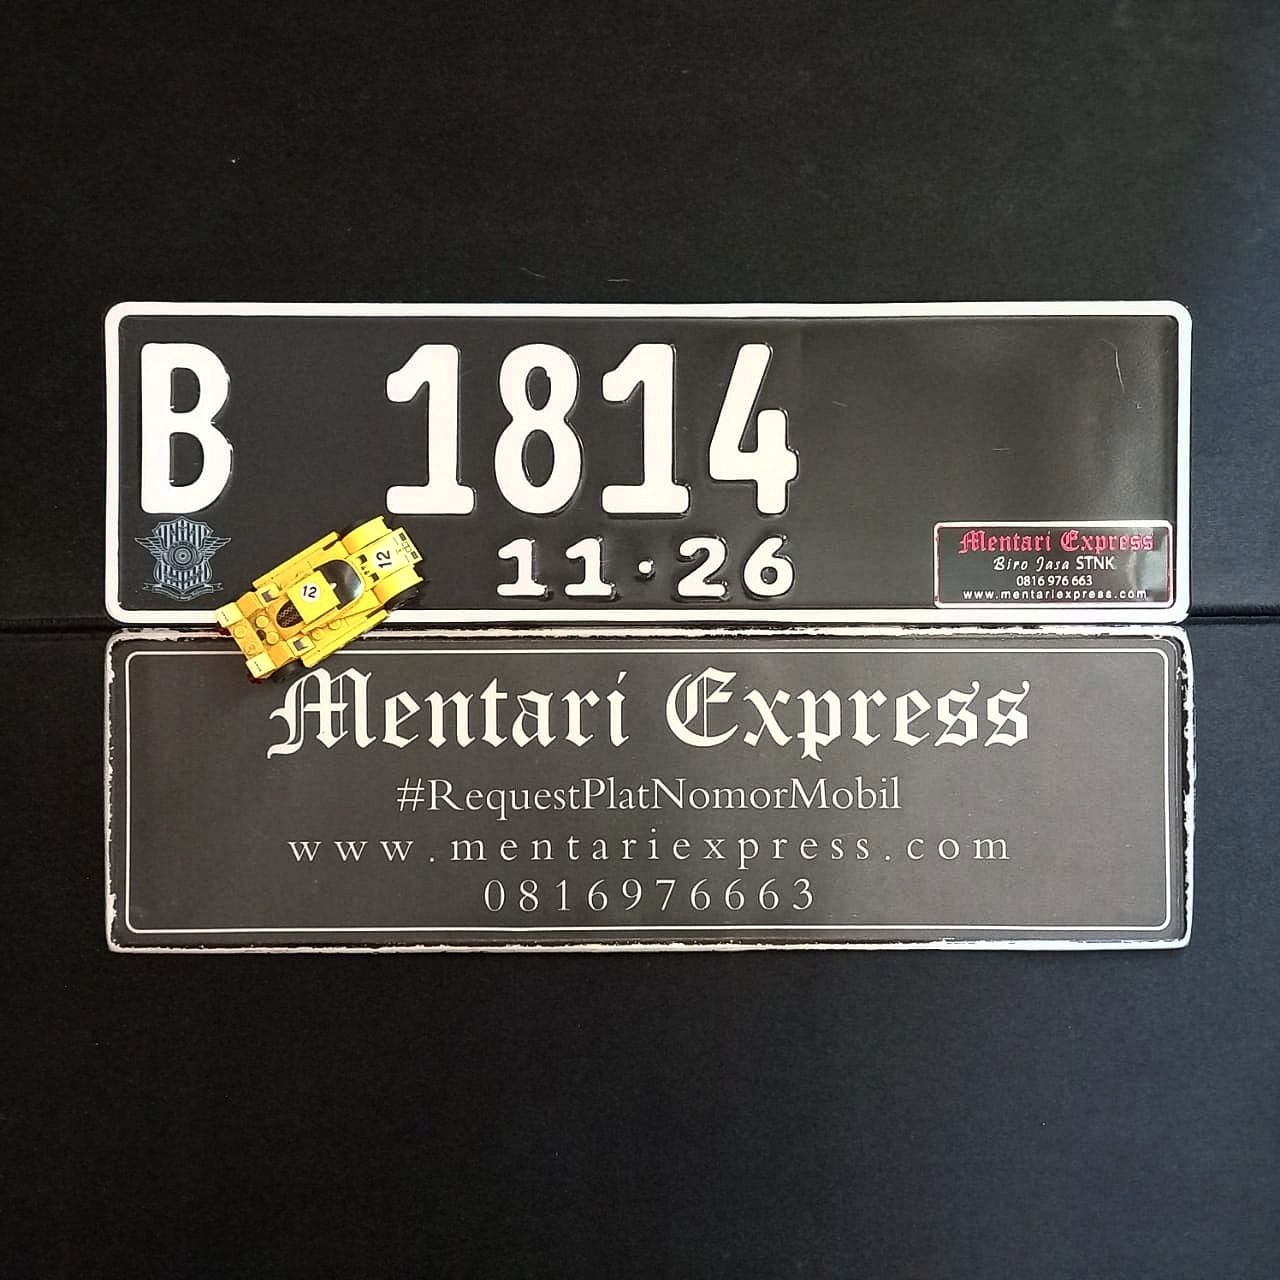 B 1814
11·26
Mentari Express
Biro Jasa STNK
0816 976 663
www.mentariexpress.com
12
12
Mentari Express
#RequestPlatNomorMobil
www.mentariexpress.com
0816976663